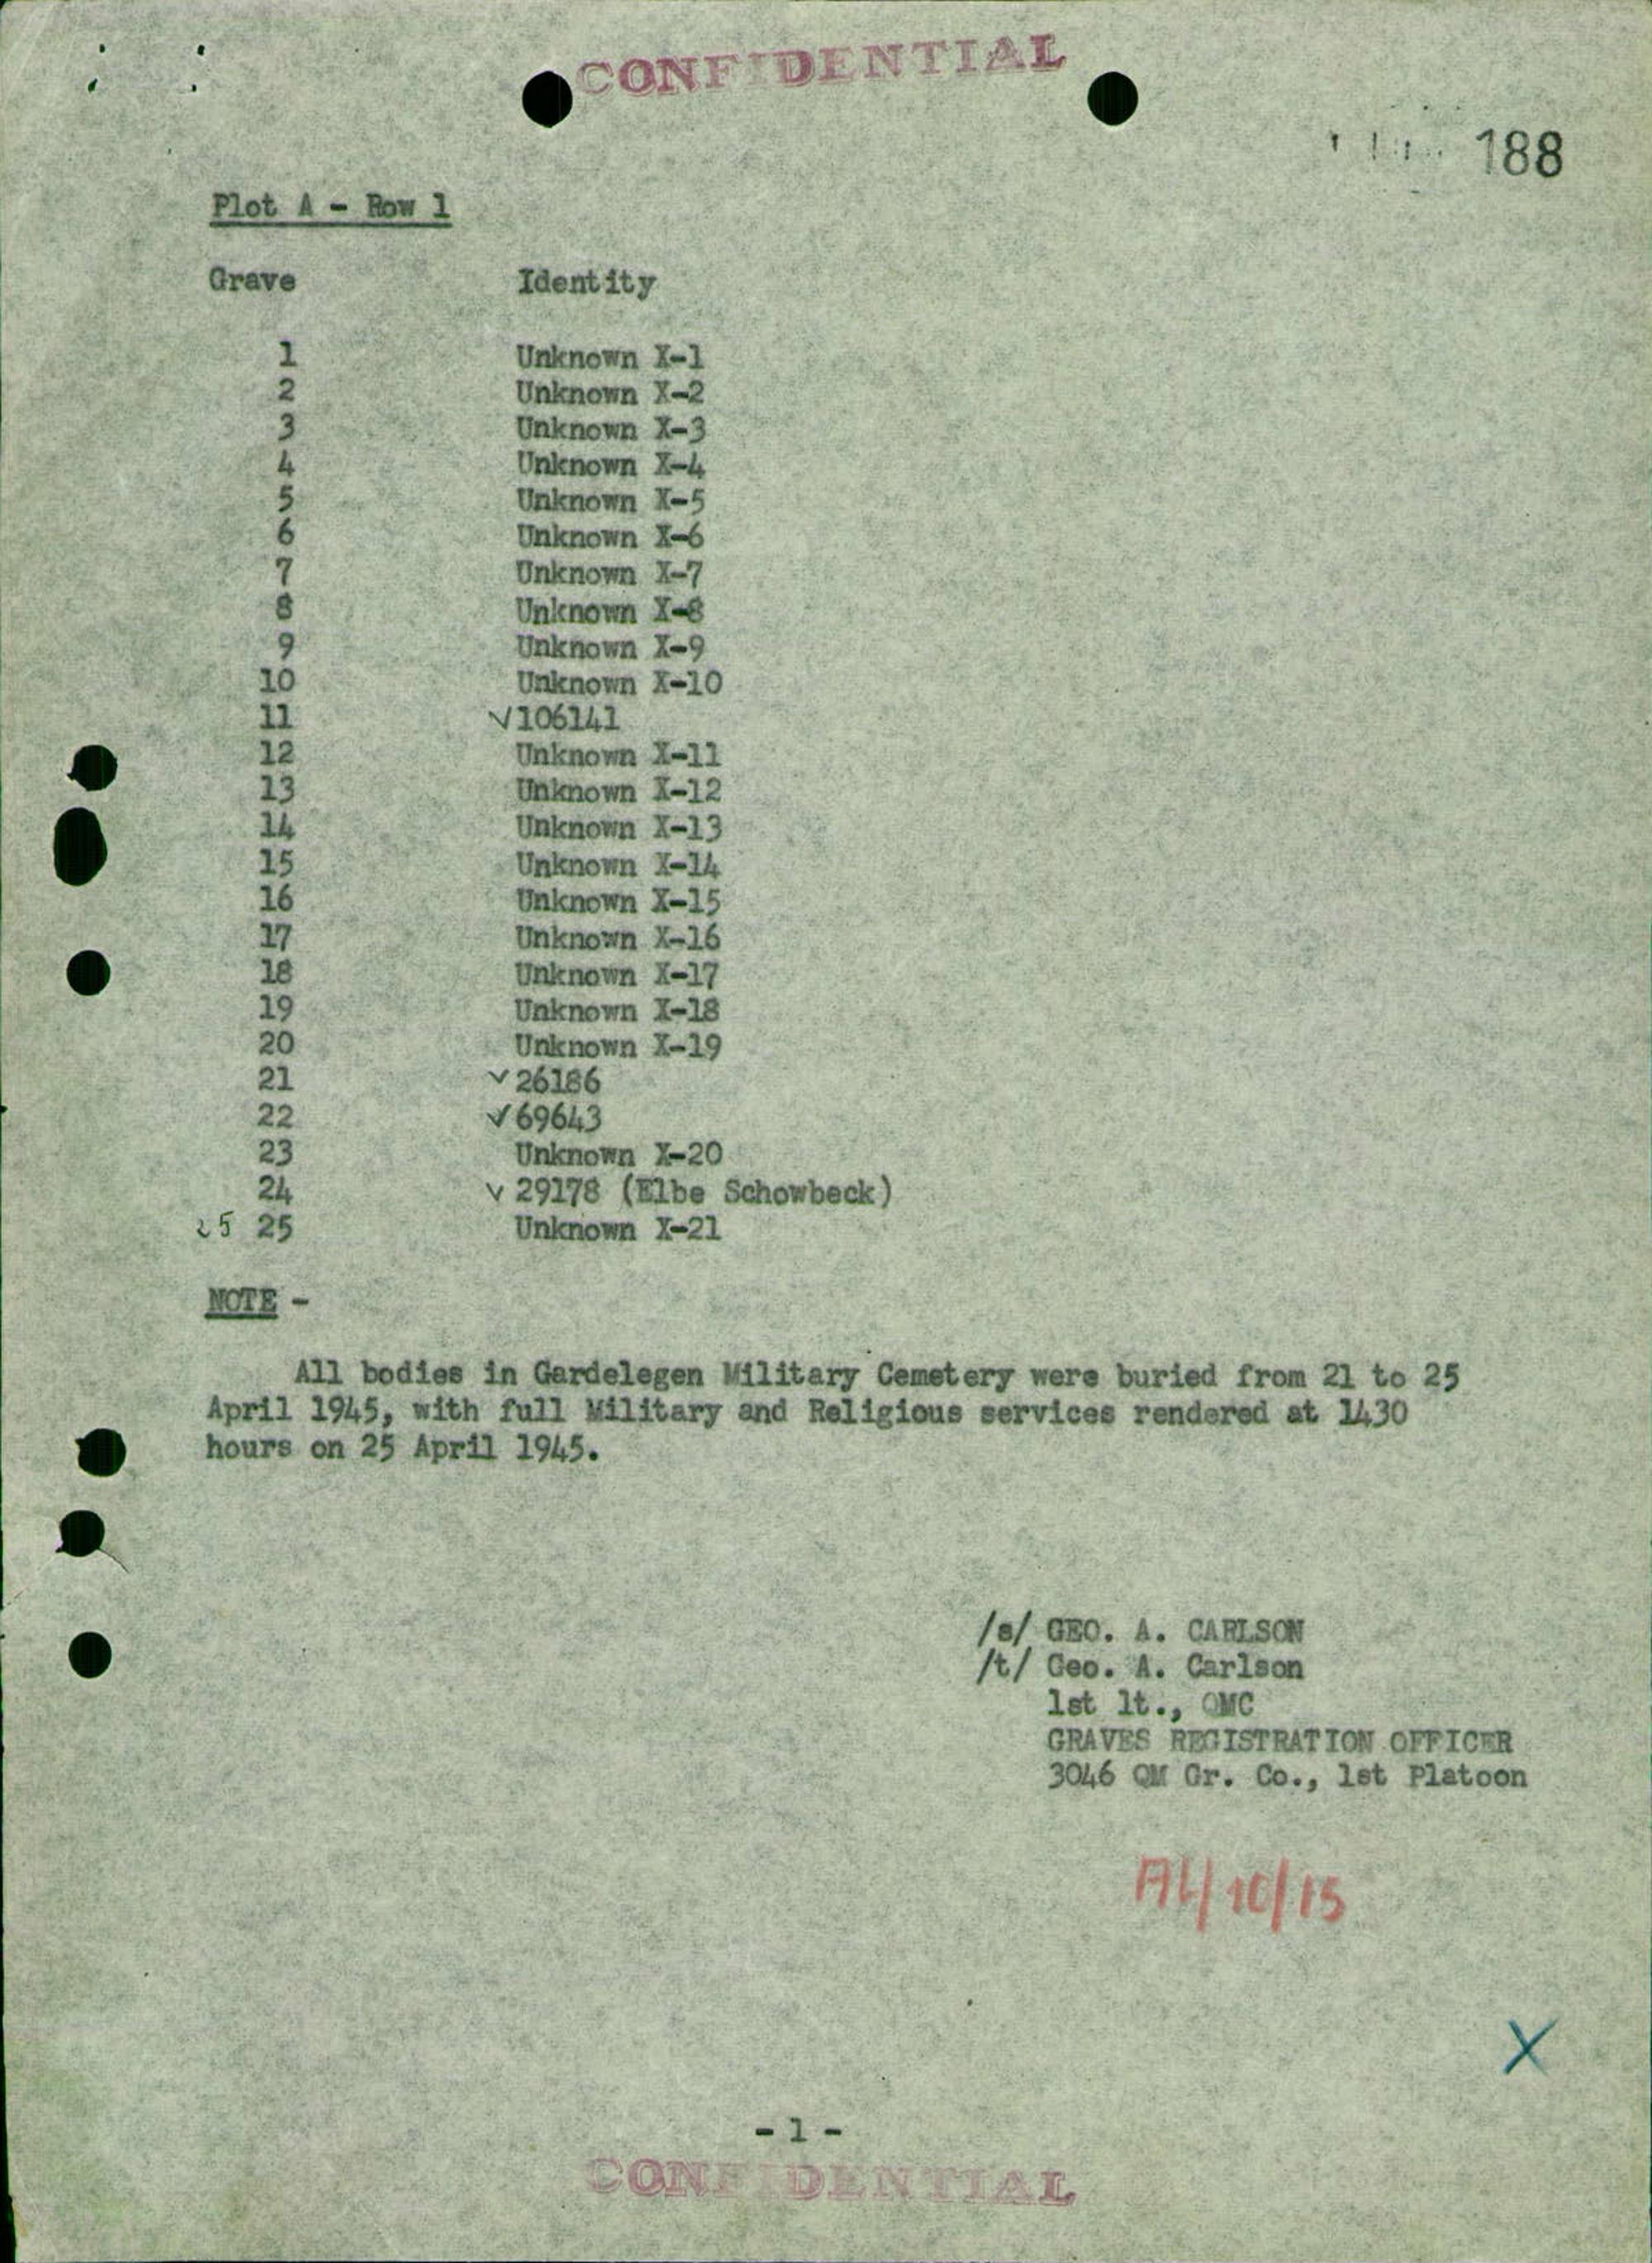 CONFIDENTIAL
188
Plot A - Row 1
Grave Identity
1 Unknown X-1
2 Unknown X-2
3 Unknown X-3
4 Unknown X-4
5 Unknown X-5
6 Unknown X-6
7 Unknown X-7
8 Unknown X-8
9 Unknown X-9
10 Unknown X-10
11 √106141
12 Unknown X-11
13 Unknown X-12
14 Unknown X-13
15 Unknown X-14
16 Unknown X-15
17 Unknown X-16
18 Unknown X-17
19 Unknown X-18
20 Unknown X-19
21 √26186
22 √69643
23 Unknown X-20
24 √29178 (Elbe Schowbeck)
25 25 Unknown X-21
NOTE -
All bodies in Gardelegen Military Cemetery were buried from 21 to 25
April 1945, with full Military and Religious services rendered at 1430
hours on 25 April 1945.
/s/ GEO. A. CARLSON
/t/ Geo. A. Carlson
1st lt., QMC
GRAVES REGISTRATION OFFICER
3046 QM Gr. Co., 1st Platoon
X
- 1 -
CONFIDENTIAL